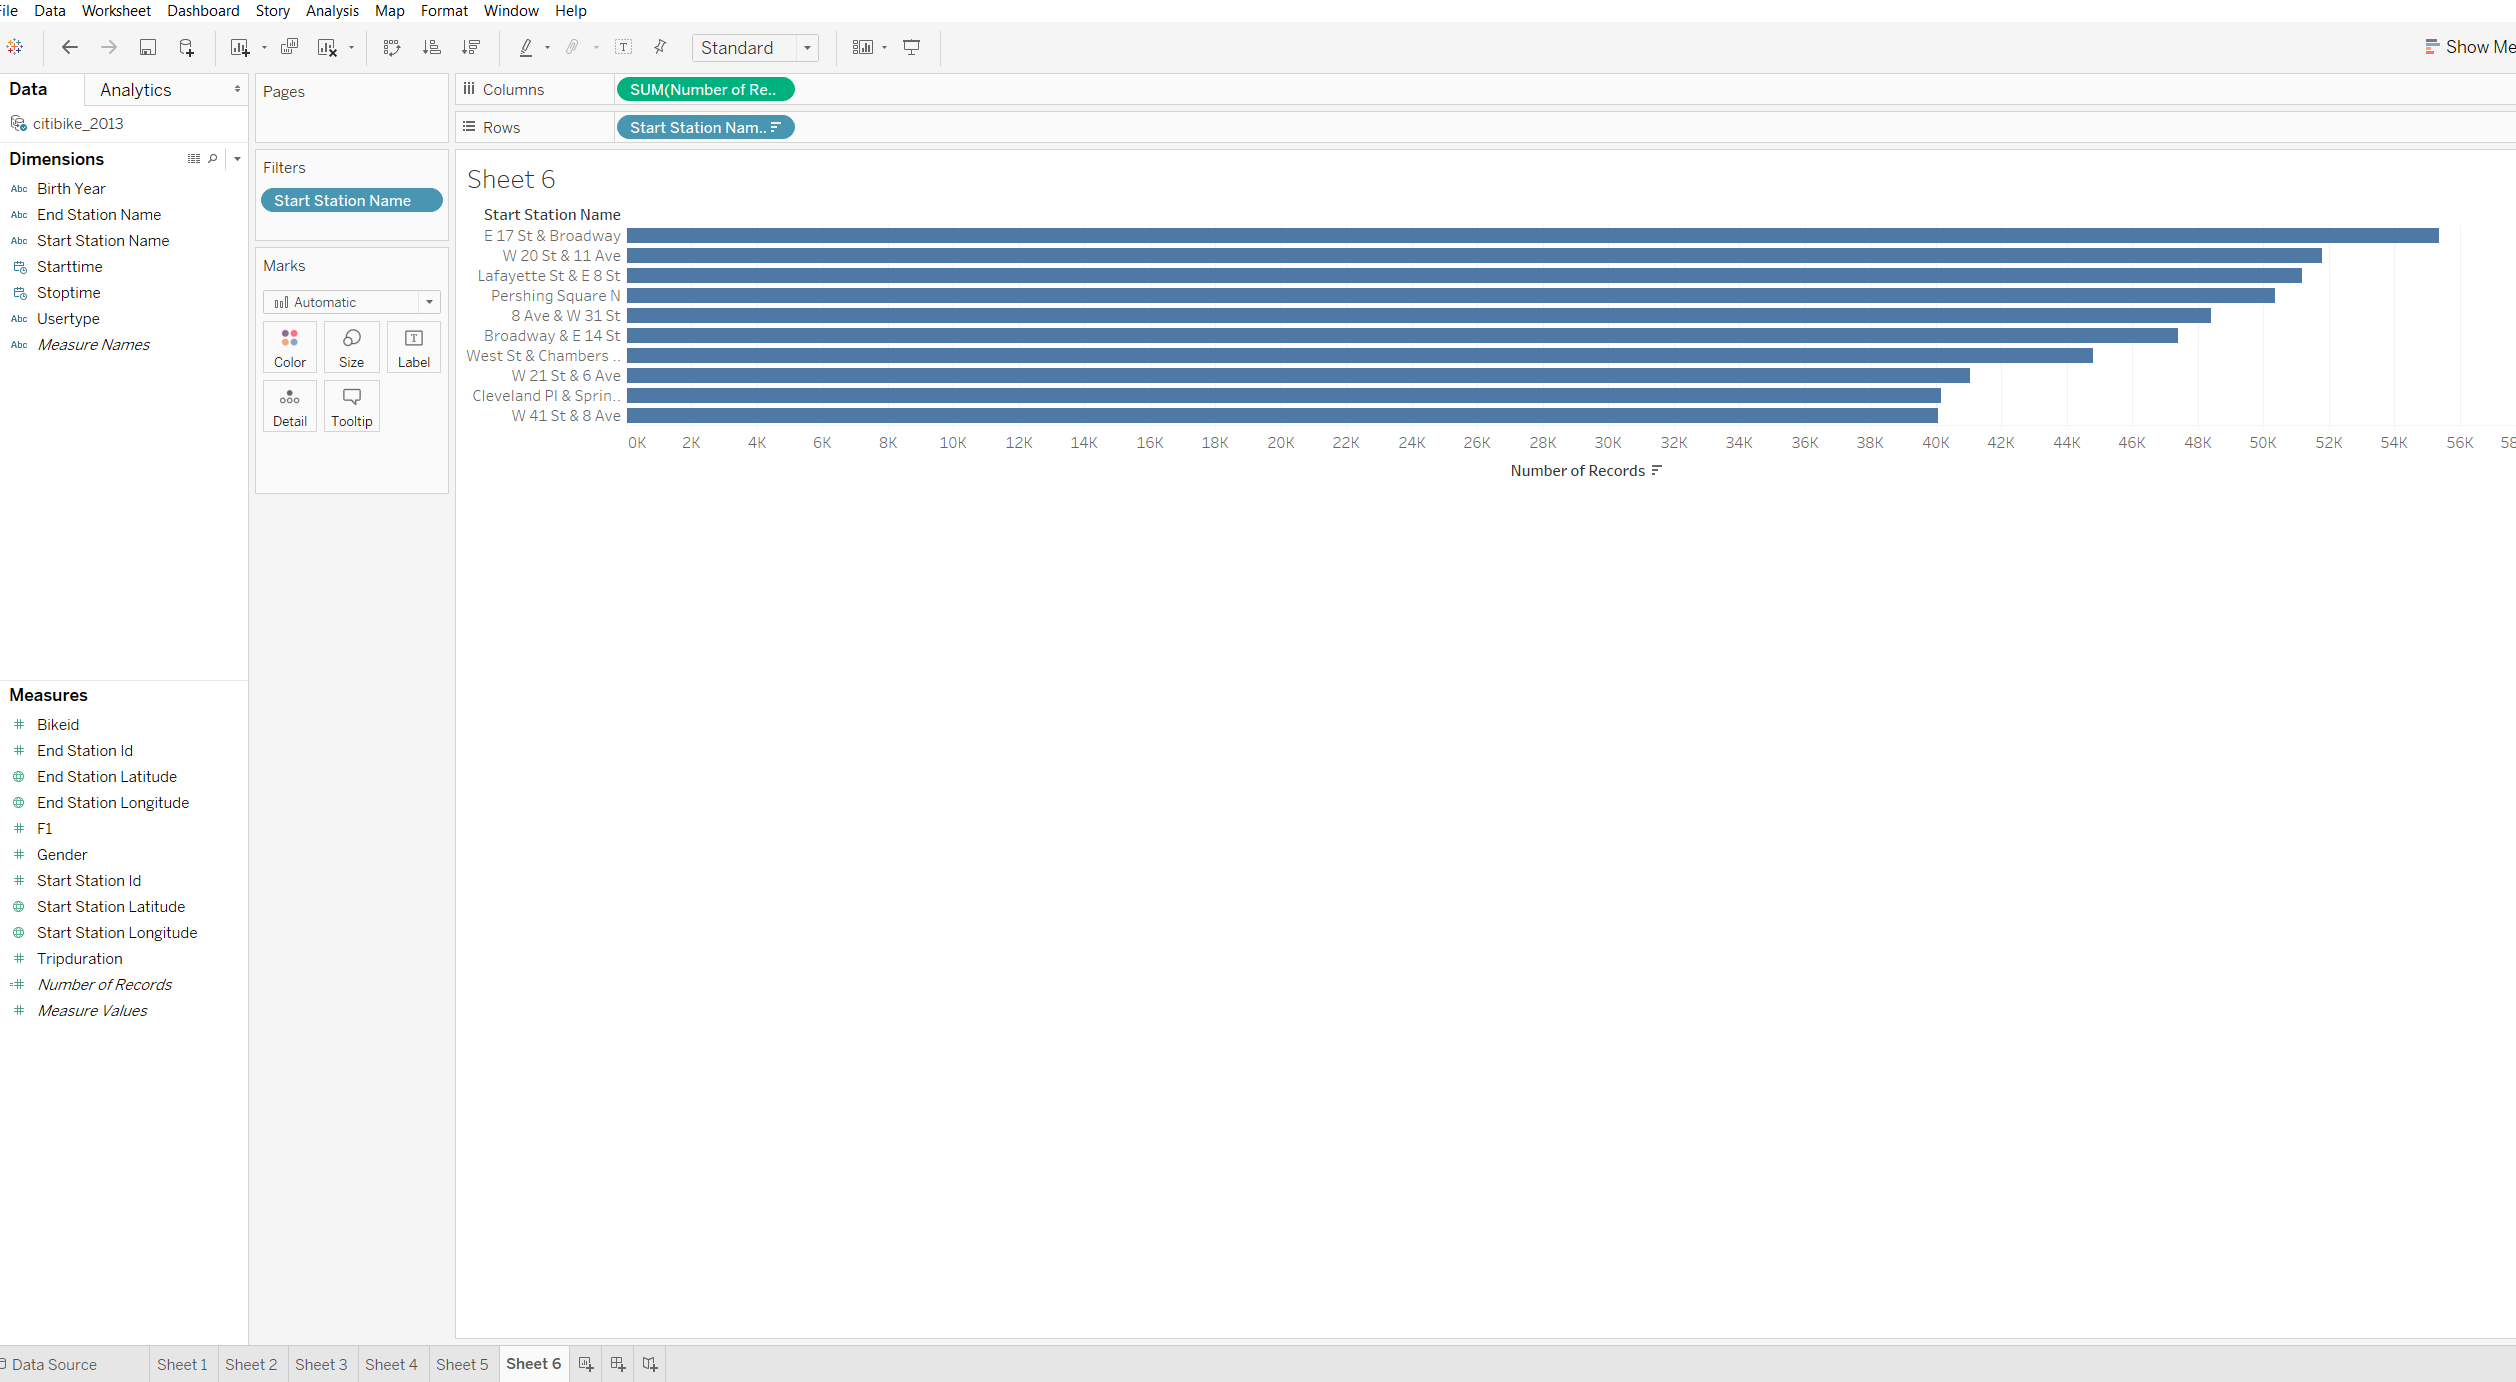 File Data Worksheet Dashboard Story Analysis Map Format Window Help
Standard
Show Me
Data Analytics
citibike_2013
Dimensions
Abc Birth Year
Abc End Station Name
Abc Start Station Name
Starttime
Stoptime
Abc Usertype
Abc Measure Names
Measures
Bikeid
End Station Id
End Station Latitude
End Station Longitude
F1
Gender
Start Station Id
Start Station Latitude
Start Station Longitude
Tripduration
Number of Records
Measure Values
Pages
Filters
Start Station Name
Marks
Automatic
Color Size Label
Detail Tooltip
Columns SUM(Number of Re..
Rows Start Station Nam..
Sheet 6
Start Station Name
E 17 St & Broadway
W 20 St & 11 Ave
Lafayette St & E 8 St
Pershing Square N
8 Ave & W 31 St
Broadway & E 14 St
West St & Chambers ..
W 21 St & 6 Ave
Cleveland Pl & Sprin..
W 41 St & 8 Ave
0K 2K 4K 6K 8K 10K 12K 14K 16K 18K 20K 22K 24K 26K 28K 30K 32K 34K 36K 38K 40K 42K 44K 46K 48K 50K 52K 54K 56K 58
Number of Records
Data Source Sheet 1 Sheet 2 Sheet 3 Sheet 4 Sheet 5 Sheet 6